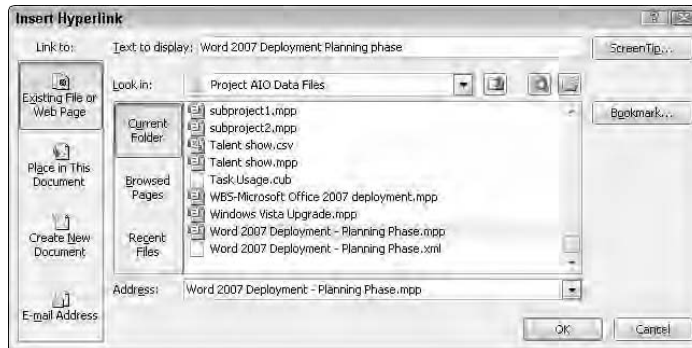 Insert Hyperlink
Link to:
Text to display: Word 2007 Deployment Planning phase
ScreenTip...
Existing File or
Web Page
Look in:
Project AIO Data Files
Bookmark...
Current
Folder
subproject1.mpp
subproject2.mpp
Talent show.csv
Talent show.mpp
Task Usage.cub
WBS-Microsoft Office 2007 deployment.mpp
Windows Vista Upgrade.mpp
Word 2007 Deployment - Planning Phase.mpp
Word 2007 Deployment - Planning Phase.xml
Browsed
Pages
Recent
Files
Place in This
Document
Create New
Document
E-mail Address
Address:
Word 2007 Deployment - Planning Phase.mpp
OK
Cancel